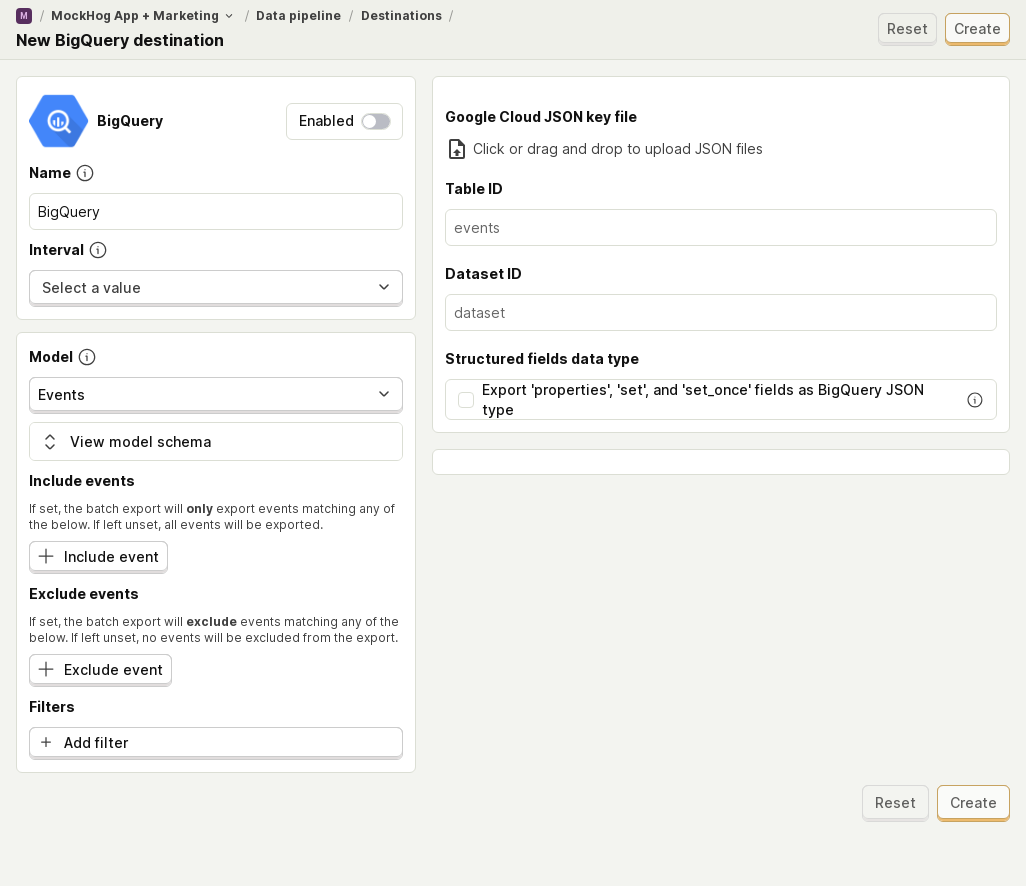 M / MockHog App + Marketing / Data pipeline / Destinations /
New BigQuery destination
Reset
Create
BigQuery
Enabled
Name
BigQuery
Interval
Select a value
Model
Events
View model schema
Include events
If set, the batch export will only export events matching any of
the below. If left unset, all events will be exported.
Include event
Exclude events
If set, the batch export will exclude events matching any of the
below. If left unset, no events will be excluded from the export.
Exclude event
Filters
Add filter
Google Cloud JSON key file
Click or drag and drop to upload JSON files
Table ID
events
Dataset ID
dataset
Structured fields data type
Export 'properties', 'set', and 'set_once' fields as BigQuery JSON
type
Reset
Create